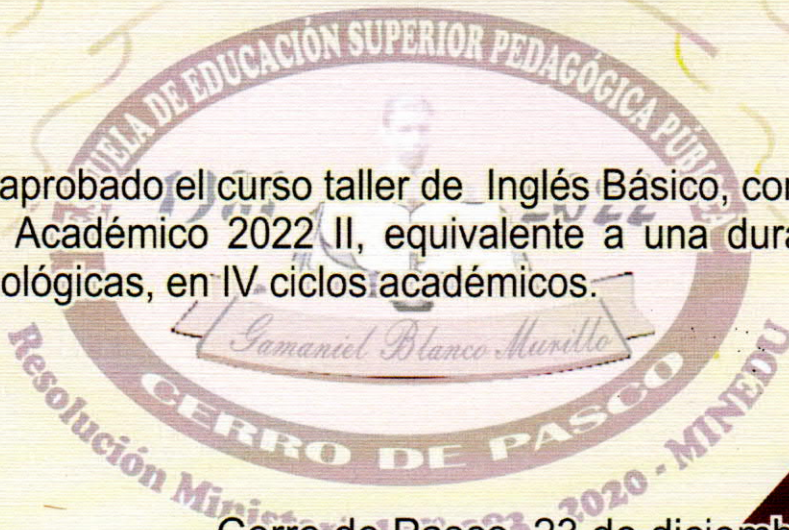 ESCUELA DE EDUCACIÓN SUPERIOR PEDAGÓGICA PÚBLICA
aprobado el curso taller de Inglés Básico, con
Académico 2022 II, equivalente a una dura
ológicas, en IV ciclos académicos.
Gamaniel Blanco Murillo
CERRO DE PASCO
Resolución 2020 - MINEDU
Cerro de Pasco, 23 de diciemb